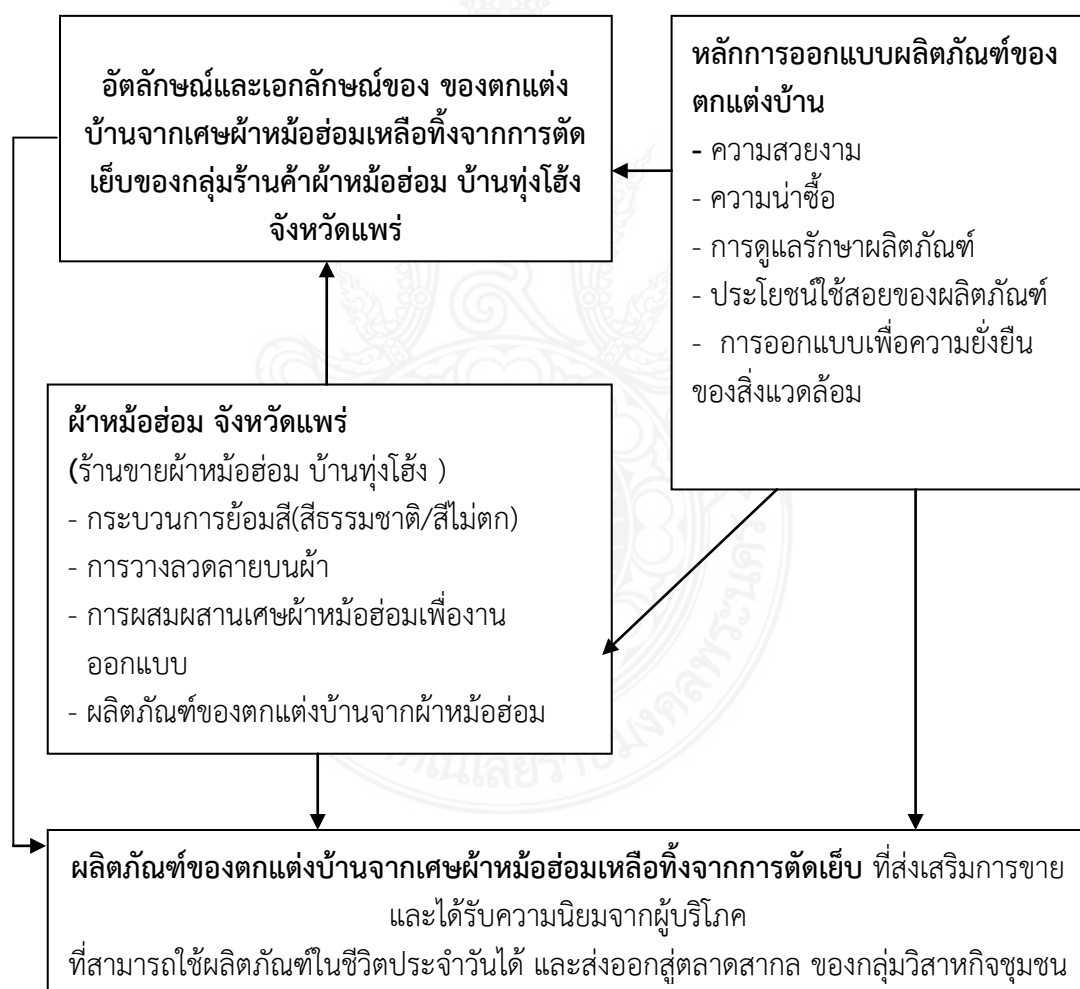 อัตลักษณ์และเอกลักษณ์ของ ของตกแต่ง
บ้านจากเศษผ้าหม้อฮ่อมเหลือทิ้งจากการตัด
เย็บของกลุ่มร้านค้าผ้าหม้อฮ่อม บ้านทุ่งโฮ้ง
จังหวัดแพร่
หลักการออกแบบผลิตภัณฑ์ของ
ตกแต่งบ้าน
- ความสวยงาม
- ความน่าซื้อ
- การดูแลรักษาผลิตภัณฑ์
- ประโยชน์ใช้สอยของผลิตภัณฑ์
- การออกแบบเพื่อความยั่งยืน
ของสิ่งแวดล้อม
ผ้าหม้อฮ่อม จังหวัดแพร่
(ร้านขายผ้าหม้อฮ่อม บ้านทุ่งโฮ้ง )
- กระบวนการย้อมสี(สีธรรมชาติ/สีไม่ตก)
- การวางลวดลายบนผ้า
- การผสมผสานเศษผ้าหม้อฮ่อมเพื่องาน
ออกแบบ
- ผลิตภัณฑ์ของตกแต่งบ้านจากผ้าหม้อฮ่อม
ผลิตภัณฑ์ของตกแต่งบ้านจากเศษผ้าหม้อฮ่อมเหลือทิ้งจากการตัดเย็บ ที่ส่งเสริมการขาย
และได้รับความนิยมจากผู้บริโภค
ที่สามารถใช้ผลิตภัณฑ์ในชีวิตประจำวันได้ และส่งออกสู่ตลาดสากล ของกลุ่มวิสาหกิจชุมชน